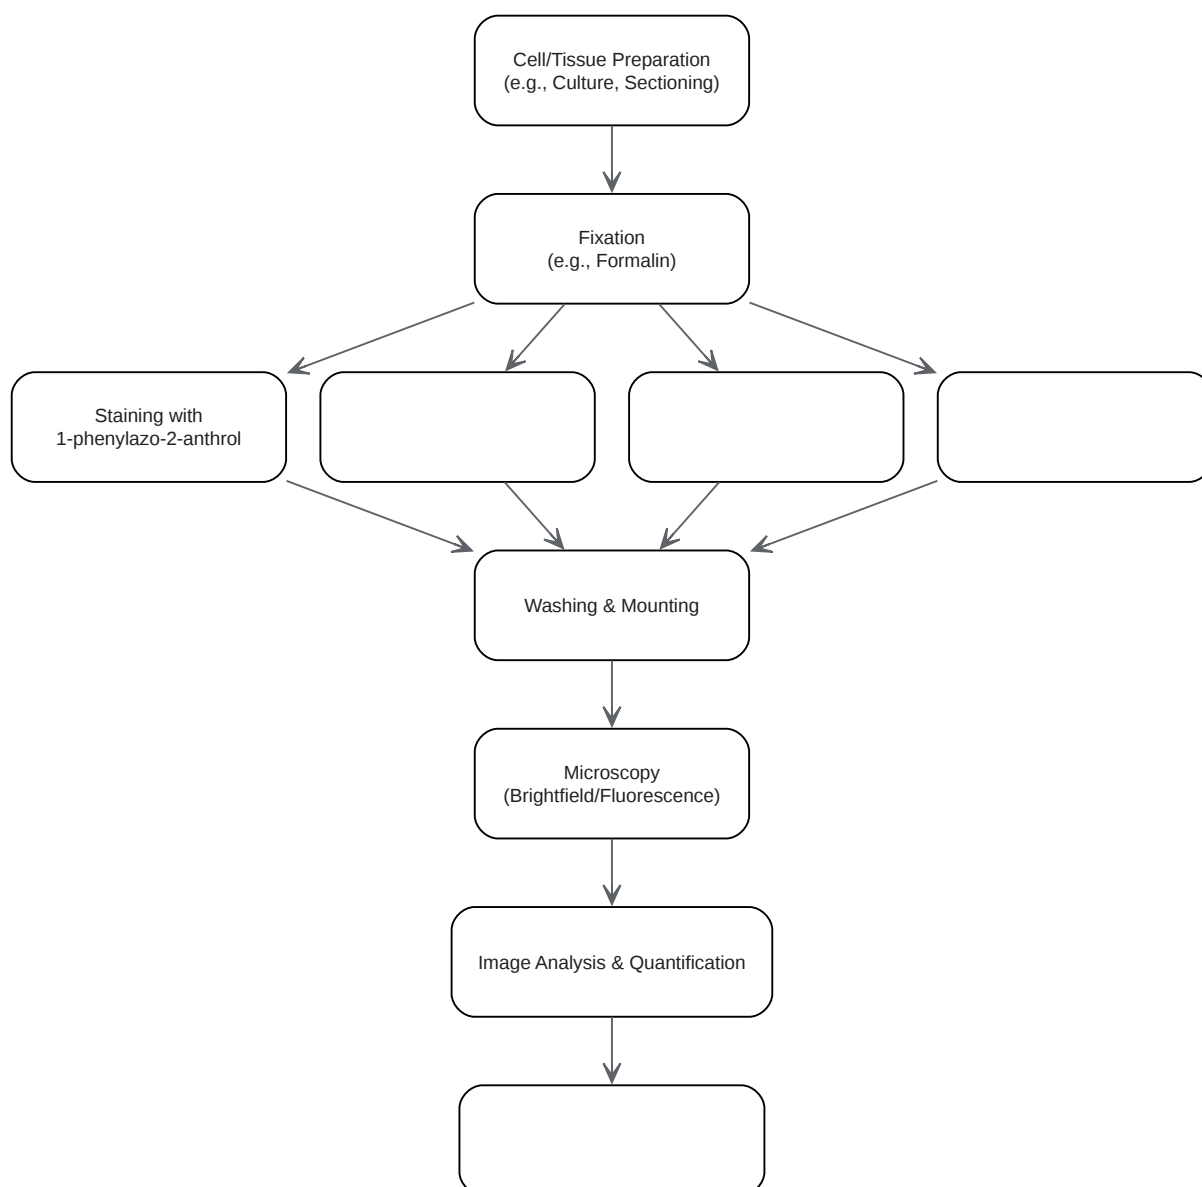 Cell/Tissue Preparation
(e.g., Culture, Sectioning)
Fixation
(e.g., Formalin)
Staining with
1-phenylazo-2-anthrol
Washing & Mounting
Microscopy
(Brightfield/Fluorescence)
Image Analysis & Quantification